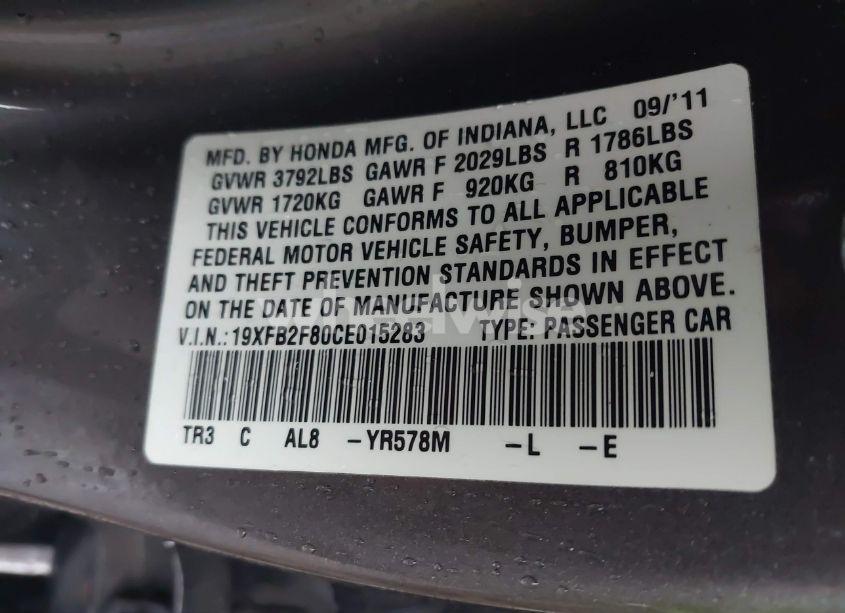 MFD. BY HONDA MFG. OF INDIANA, LLC 09/'11
GVWR 3792LBS GAWR F 2029LBS R 1786LBS
GVWR 1720KG GAWR F 920KG R 810KG
THIS VEHICLE CONFORMS TO ALL APPLICABLE
FEDERAL MOTOR VEHICLE SAFETY, BUMPER,
AND THEFT PREVENTION STANDARDS IN EFFECT
ON THE DATE OF MANUFACTURE SHOWN ABOVE.
wheelwise
V.I.N.:19XFB2F80CE015283 TYPE: PASSENGER CAR
TR3 C AL8 -YR578M -L -E